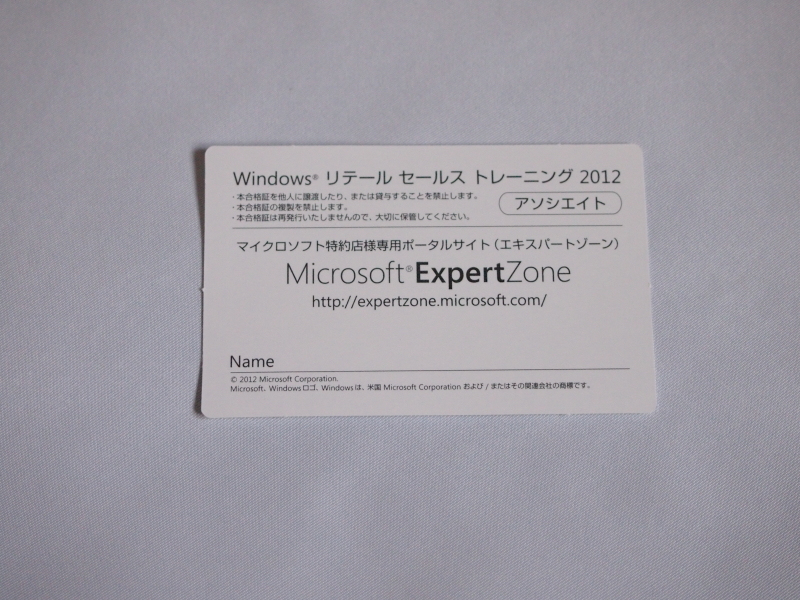 Windows® リテール セールス トレーニング 2012
・本合格証を他人に譲渡したり、または貸与することを禁止します。
・本合格証の複製を禁止します。
・本合格証は再発行いたしませんので、大切に保管してください。
アソシエイト
マイクロソフト特約店様専用ポータルサイト（エキスパートゾーン）
Microsoft® ExpertZone
http://expertzone.microsoft.com/
Name
© 2012 Microsoft Corporation.
Microsoft、Windows ロゴ、Windows は、米国 Microsoft Corporation および / またはその関連会社の商標です。